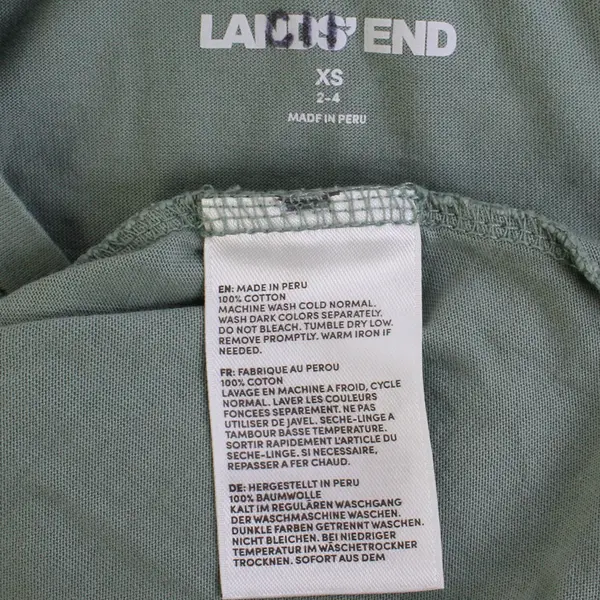 LANDS' END
XS
2-4
MADE IN PERU
EN: MADE IN PERU
100% COTTON
MACHINE WASH COLD NORMAL.
WASH DARK COLORS SEPARATELY.
DO NOT BLEACH. TUMBLE DRY LOW.
REMOVE PROMPTLY. WARM IRON IF
NEEDED.
FR: FABRIQUE AU PEROU
100% COTON
LAVAGE EN MACHINE A FROID, CYCLE
NORMAL. LAVER LES COULEURS
FONCEES SEPAREMENT. NE PAS
UTILISER DE JAVEL. SECHE-LINGE A
TAMBOUR BASSE TEMPERATURE.
SORTIR RAPIDEMENT L'ARTICLE DU
SECHE-LINGE. SI NECESSAIRE,
REPASSER A FER CHAUD.
DE: HERGESTELLT IN PERU
100% BAUMWOLLE
KALT IM REGULÄREN WASCHGANG
DER WASCHMASCHINE WASCHEN.
DUNKLE FARBEN GETRENNT WASCHEN.
NICHT BLEICHEN. BEI NIEDRIGER
TEMPERATUR IM WÄSCHETROCKNER
TROCKNEN. SOFORT AUS DEM